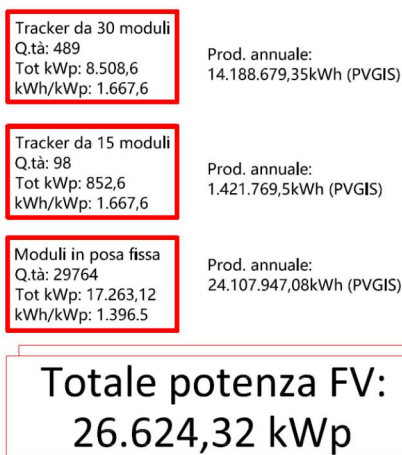 Tracker da 30 moduli
Q.tà: 489
Tot kWp: 8.508,6
kWh/kWp: 1.667,6
Prod. annuale:
14.188.679,35kWh (PVGIS)
Tracker da 15 moduli
Q.tà: 98
Tot kWp: 852,6
kWh/kWp: 1.667,6
Prod. annuale:
1.421.769,5kWh (PVGIS)
Moduli in posa fissa
Q.tà: 29764
Tot kWp: 17.263,12
kWh/kWp: 1.396.5
Prod. annuale:
24.107.947,08kWh (PVGIS)
Totale potenza FV:
26.624,32 kWp